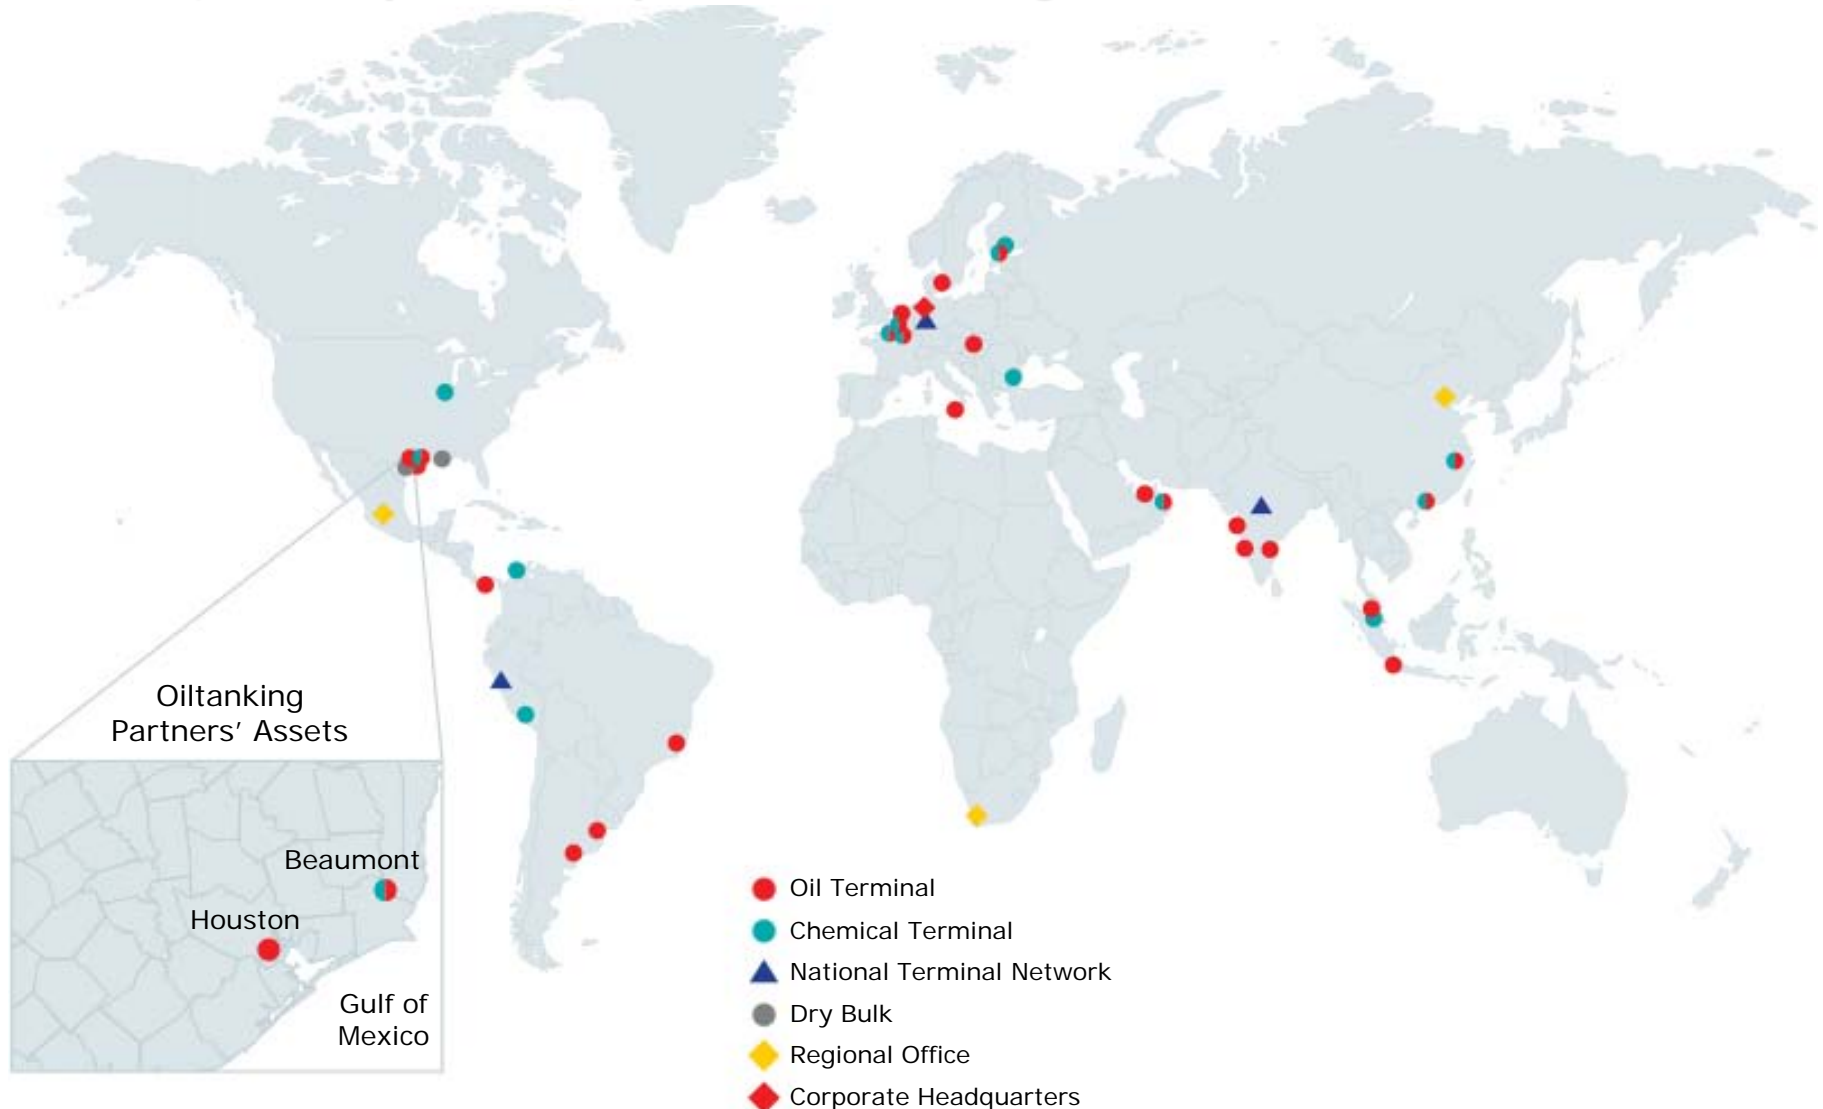 Oiltanking
Partners’ Assets
Beaumont
Houston
Gulf of
Mexico
Oil Terminal
Chemical Terminal
National Terminal Network
Dry Bulk
Regional Office
Corporate Headquarters